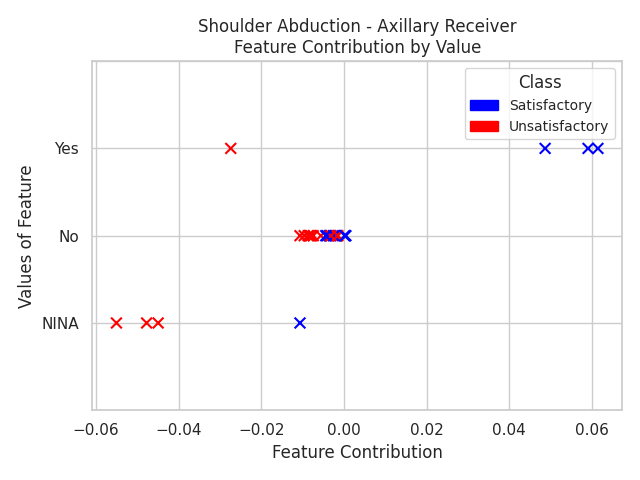 Shoulder Abduction - Axillary Receiver
Feature Contribution by Value
Class
Satisfactory
Unsatisfactory
Values of Feature
Yes
No
NINA
−0.06 −0.04 −0.02 0.00 0.02 0.04 0.06
Feature Contribution